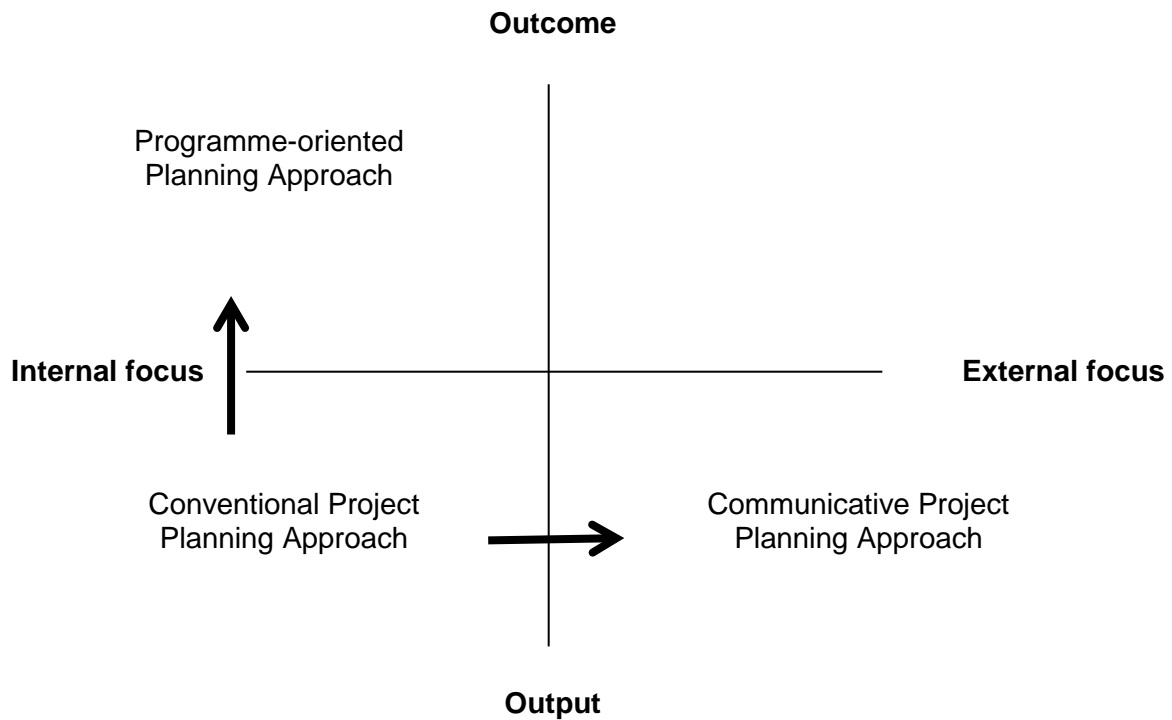 Outcome
Programme-oriented
Planning Approach
Internal focus
External focus
Conventional Project
Planning Approach
Communicative Project
Planning Approach
Output